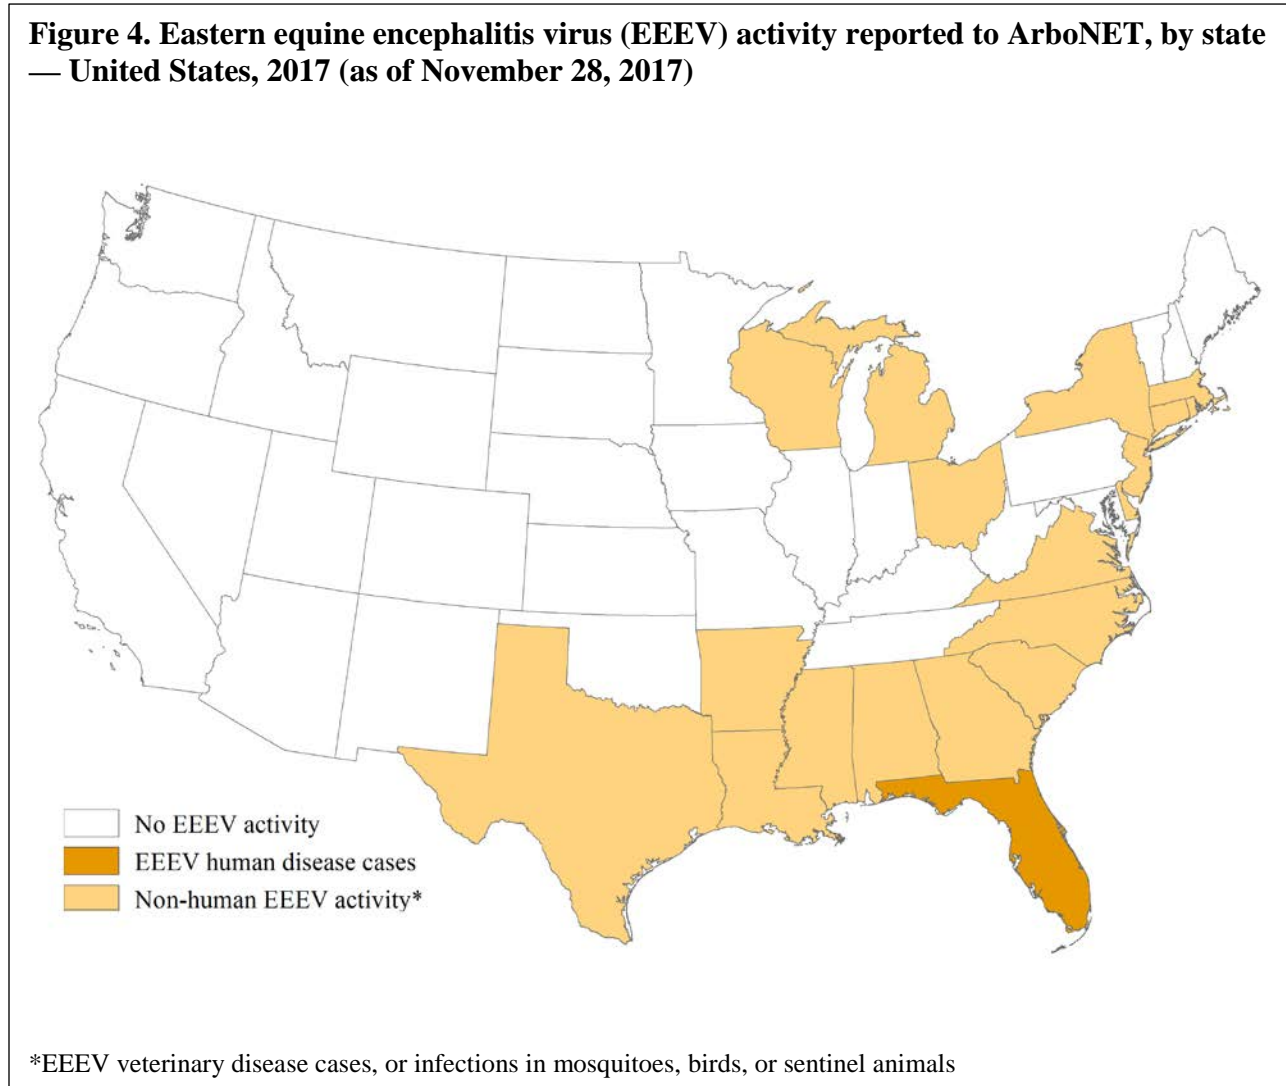 Figure 4. Eastern equine encephalitis virus (EEEV) activity reported to ArboNET, by state
— United States, 2017 (as of November 28, 2017)
No EEEV activity
EEEV human disease cases
Non-human EEEV activity*
*EEEV veterinary disease cases, or infections in mosquitoes, birds, or sentinel animals